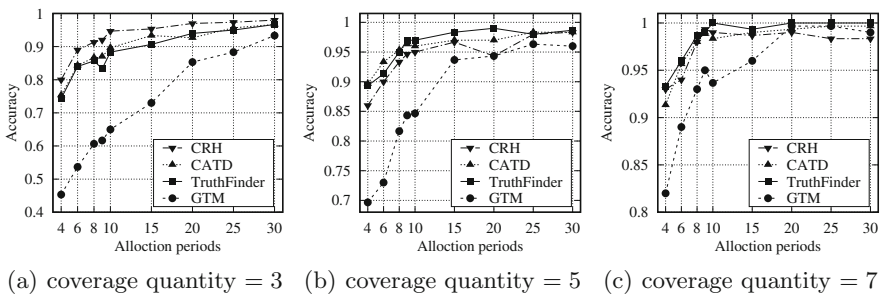 1
0.9
0.8
0.7
0.6
0.5
0.4
Accuracy
4 6 8 10 15 20 25 30
Alloction periods
CRH
CATD
TruthFinder
GTM
(a) coverage quantity = 3
1
0.95
0.9
0.85
0.8
0.75
0.7
Accuracy
4 6 8 10 15 20 25 30
Alloction periods
CRH
CATD
TruthFinder
GTM
(b) coverage quantity = 5
1
0.95
0.9
0.85
0.8
Accuracy
4 6 8 10 15 20 25 30
Alloction periods
CRH
CATD
TruthFinder
GTM
(c) coverage quantity = 7